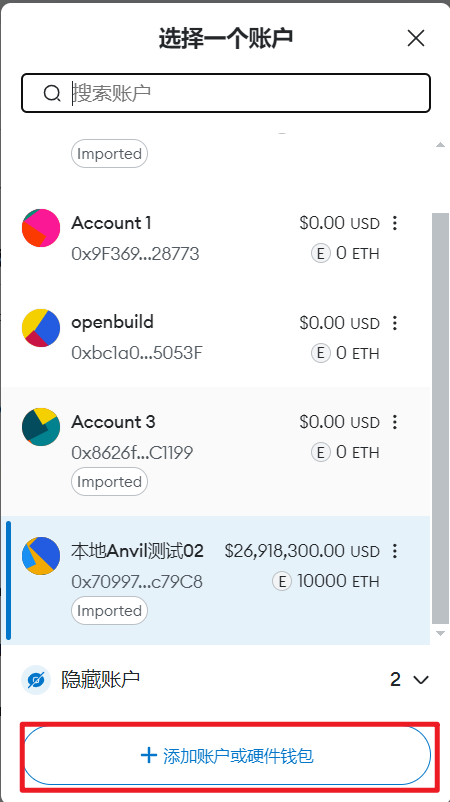 选择一个账户
搜索账户
Imported
Account 1 $0.00 USD
0x9F369...28773 E 0 ETH
openbuild $0.00 USD
0xbc1a0...5053F E 0 ETH
Account 3 $0.00 USD
0x8626f...C1199 E 0 ETH
Imported
本地Anvil测试02 $26,918,300.00 USD
0x70997...c79C8 E 10000 ETH
Imported
隐藏账户 2
+ 添加账户或硬件钱包